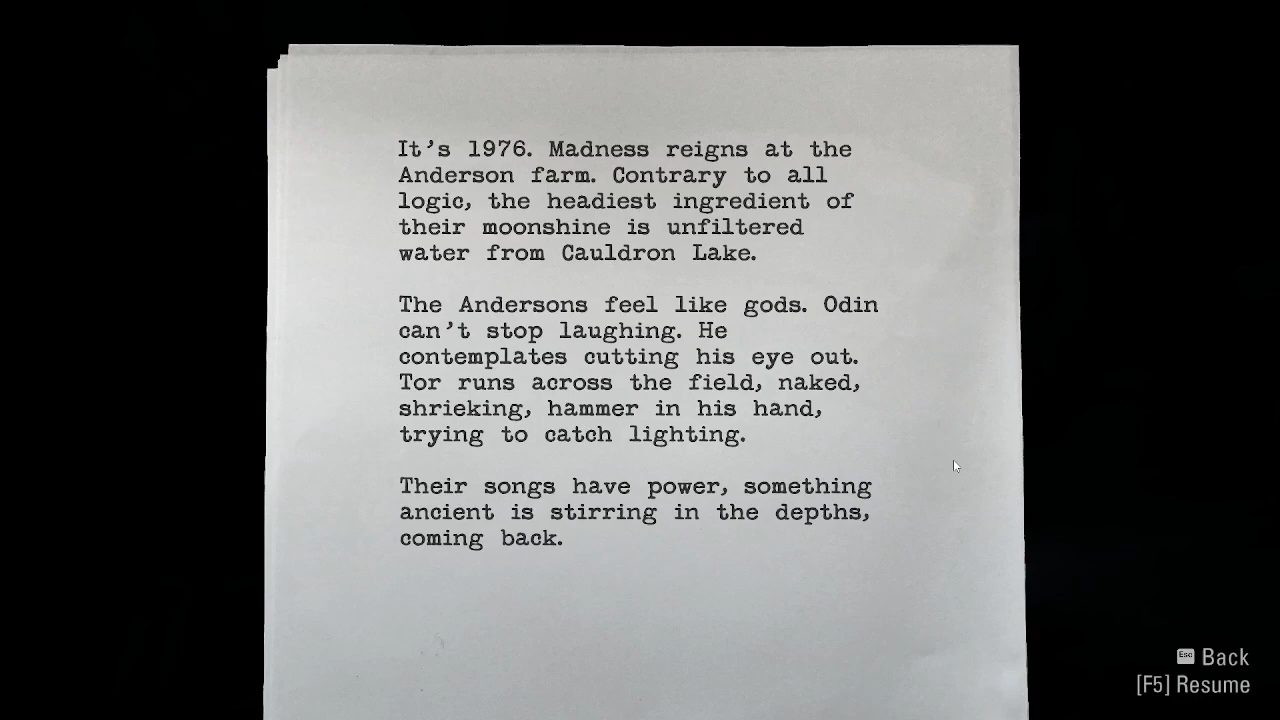 It's 1976. Madness reigns at the
Anderson farm. Contrary to all
logic, the headiest ingredient of
their moonshine is unfiltered
water from Cauldron Lake.
The Andersons feel like gods. Odin
can't stop laughing. He
contemplates cutting his eye out.
Tor runs across the field, naked,
shrieking, hammer in his hand,
trying to catch lighting.
Their songs have power, something
ancient is stirring in the depths,
coming back.
Esc Back
[F5] Resume